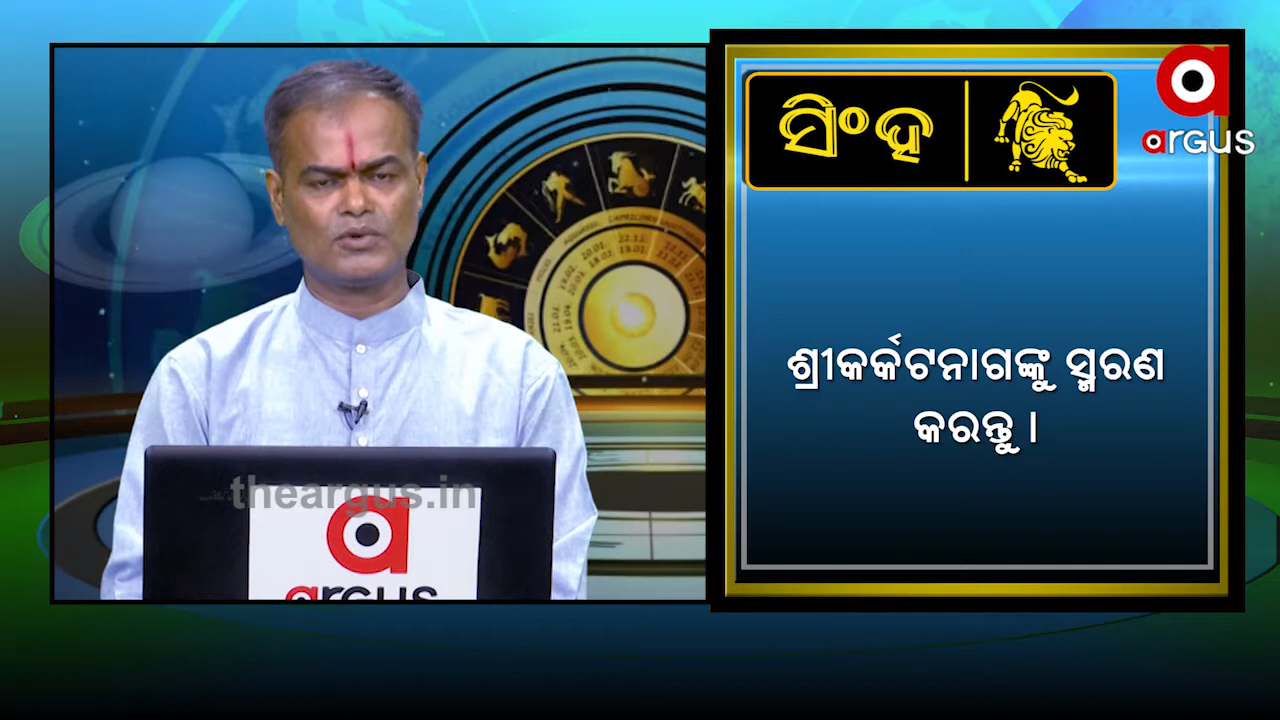 ସିଂହ
argus
ଶ୍ରୀକର୍କଟନାଗଙ୍କୁ ସ୍ମରଣ
କରନ୍ତୁ ।
theargus.in
argus